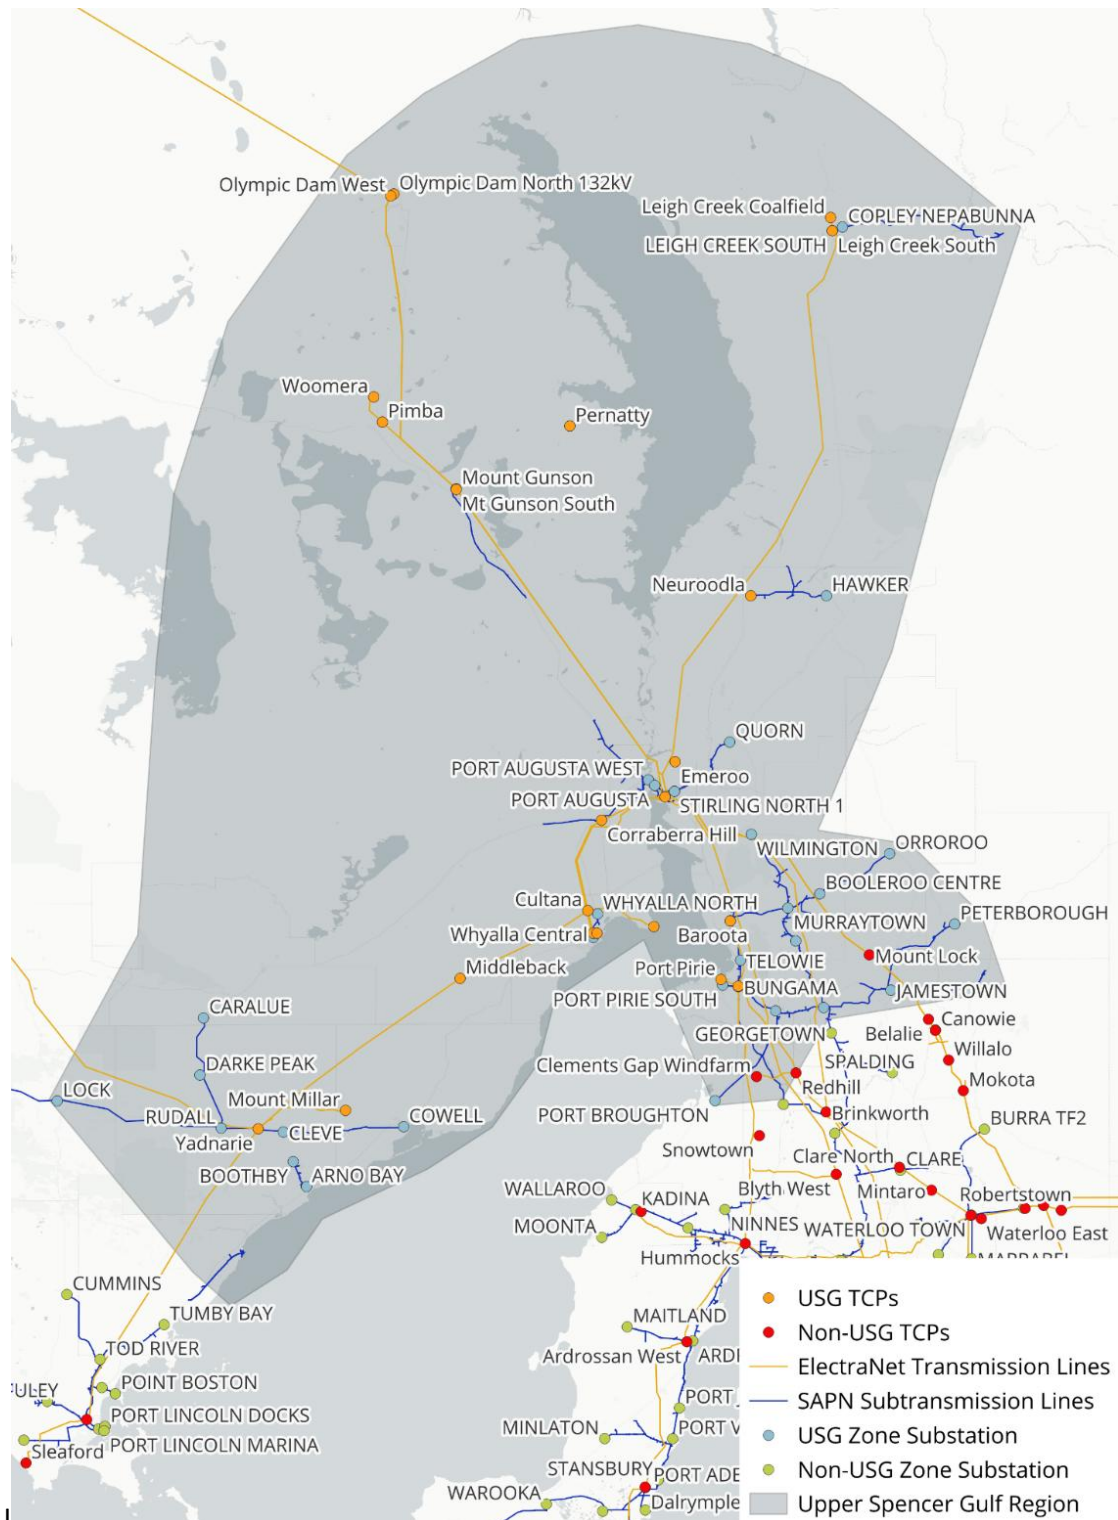 Olympic Dam West
Olympic Dam North 132kV
Leigh Creek Coalfield
COPLEY-NEPABUNNA
LEIGH CREEK SOUTH
Leigh Creek South
Woomera
Pimba
Pernatty
Mount Gunson
Mt Gunson South
Neuroodla
HAWKER
QUORN
PORT AUGUSTA WEST
Emeroo
PORT AUGUSTA
STIRLING NORTH 1
Corraberra Hill
WILMINGTON
ORROROO
BOOLEROO CENTRE
Cultana
WHYALLA NORTH
MURRAYTOWN
PETERBOROUGH
Whyalla Central
Baroota
Mount Lock
TELOWIE
Middleback
Port Pirie
BUNGAMA
PORT PIRIE SOUTH
JAMESTOWN
CARALUE
GEORGETOWN
Canowie
Belalie
DARKE PEAK
Clements Gap Windfarm
SPALDING
Willalo
LOCK
Mount Millar
Redhill
Mokota
RUDALL
COWELL
PORT BROUGHTON
Brinkworth
BURRA TF2
Yadnarie
CLEVE
Snowtown
Clare North
CLARE
BOOTHBY
ARNO BAY
WALLAROO
KADINA
Blyth West
Mintaro
Robertstown
MOONTA
NINNES
WATERLOO TOWN
Waterloo East
Hummocks
CUMMINS
TUMBY BAY
MAITLAND
TOD RIVER
Ardrossan West
POINT BOSTON
PORT LINCOLN DOCKS
PORT LINCOLN MARINA
MINLATON
Sleaford
STANSBURY
WAROOKA
Dalrymple
USG TCPs
Non-USG TCPs
ElectraNet Transmission Lines
SAPN Subtransmission Lines
USG Zone Substation
Non-USG Zone Substation
Upper Spencer Gulf Region